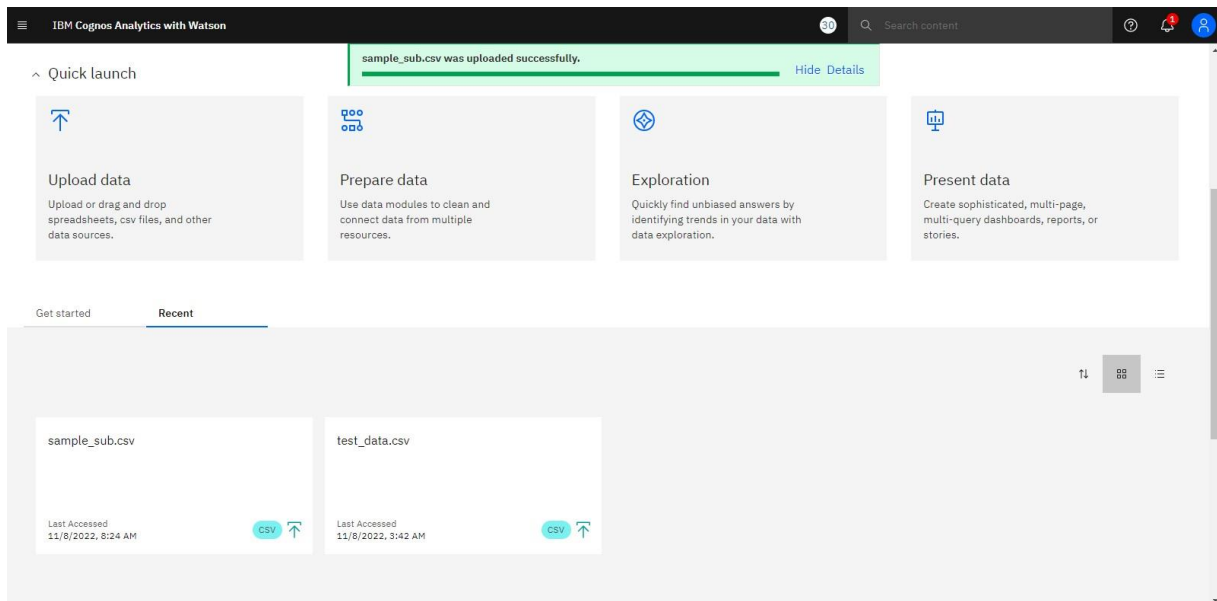 IBM Cognos Analytics with Watson
30
Search content
1
sample_sub.csv was uploaded successfully.
Hide Details
Quick launch
Upload data
Upload or drag and drop
spreadsheets, csv files, and other
data sources.
Prepare data
Use data modules to clean and
connect data from multiple
resources.
Exploration
Quickly find unbiased answers by
identifying trends in your data with
data exploration.
Present data
Create sophisticated, multi-page,
multi-query dashboards, reports, or
stories.
Get started
Recent
sample_sub.csv
Last Accessed
11/8/2022, 8:24 AM
CSV
test_data.csv
Last Accessed
11/8/2022, 3:42 AM
CSV